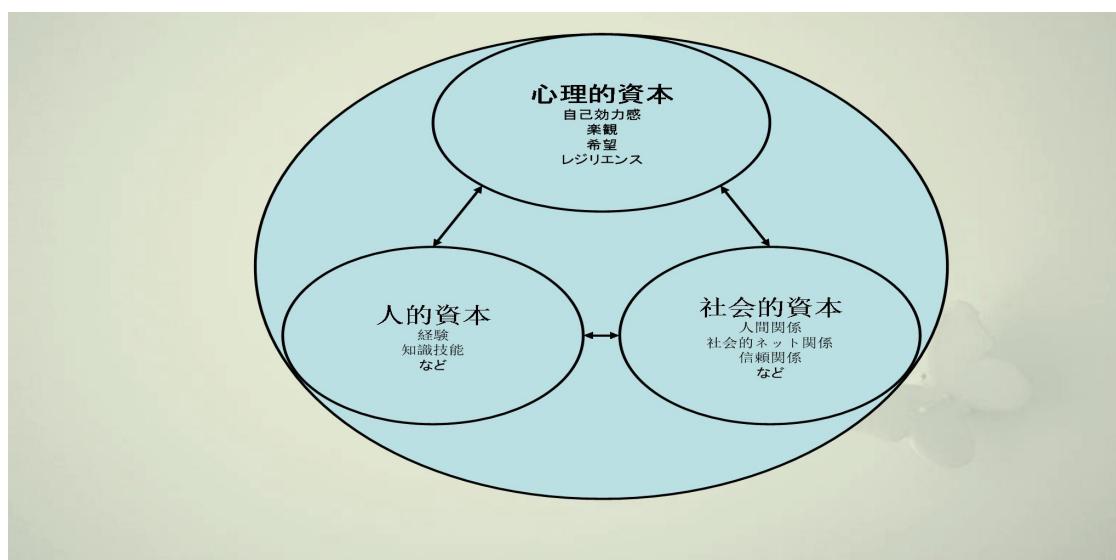 心理的資本
自己効力感
楽観
希望
レジリエンス
人的資本
経験
知識技能
など
社会的資本
人間関係
社会的ネット関係
信頼関係
など